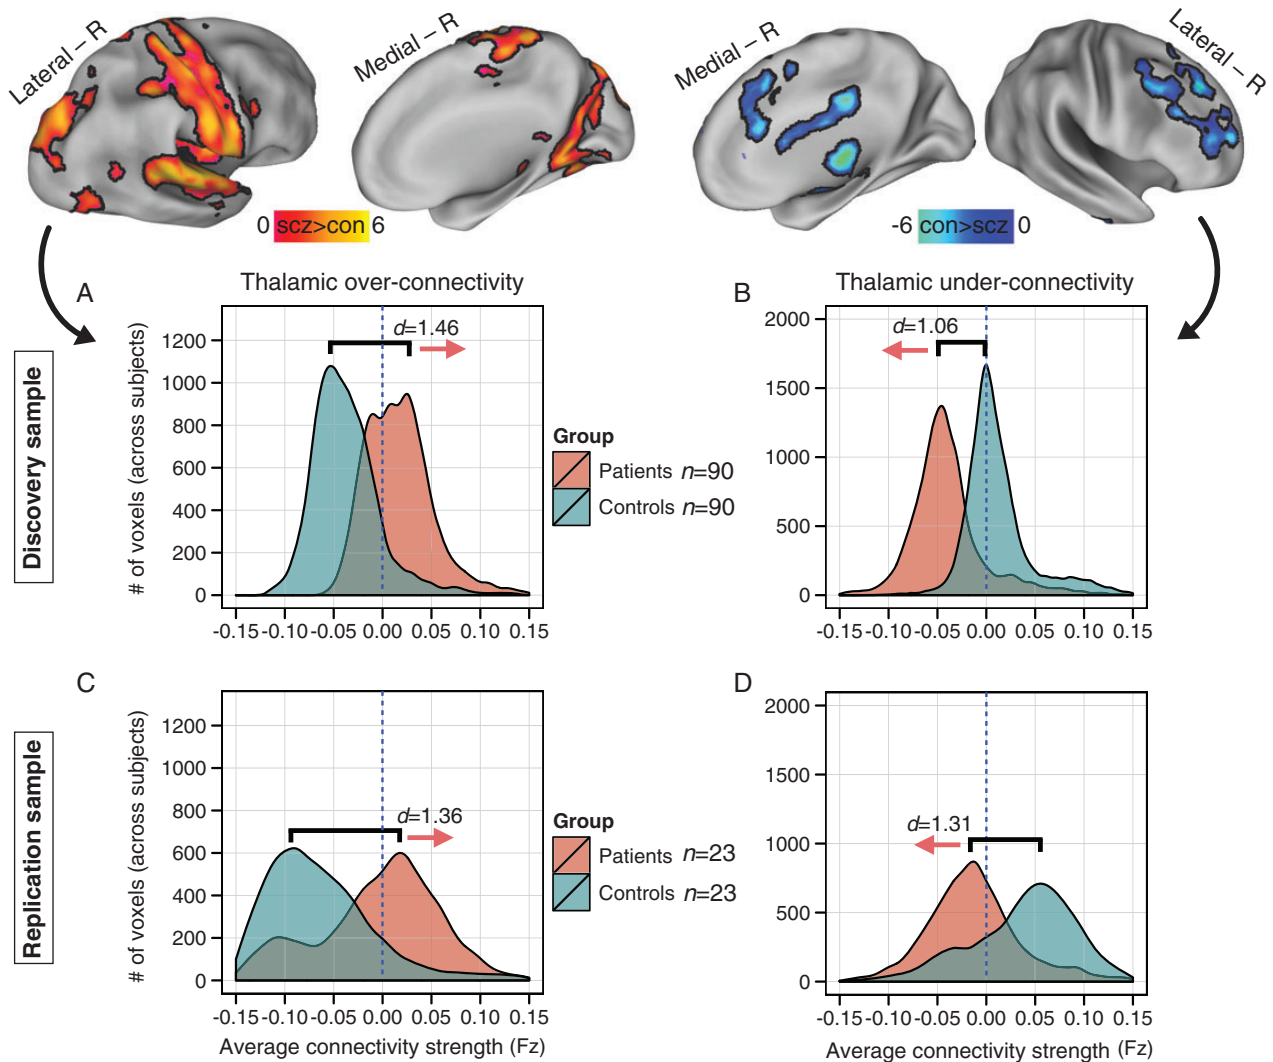 Lateral – R
Medial – R
Medial – R
Lateral – R
0 scz>con 6
-6 con>scz 0
A
Thalamic over-connectivity
B
Thalamic under-connectivity
Discovery sample
# of voxels (across subjects)
1200
1000
800
600
400
200
0
d=1.46
-0.15 -0.10 -0.05 0.00 0.05 0.10 0.15
Group
Patients n=90
Controls n=90
2000
1500
1000
500
0
d=1.06
-0.15 -0.10 -0.05 0.00 0.05 0.10 0.15
C
D
Replication sample
# of voxels (across subjects)
1200
1000
800
600
400
200
0
d=1.36
-0.15 -0.10 -0.05 0.00 0.05 0.10 0.15
Average connectivity strength (Fz)
Group
Patients n=23
Controls n=23
2000
1500
1000
500
0
d=1.31
-0.15 -0.10 -0.05 0.00 0.05 0.10 0.15
Average connectivity strength (Fz)